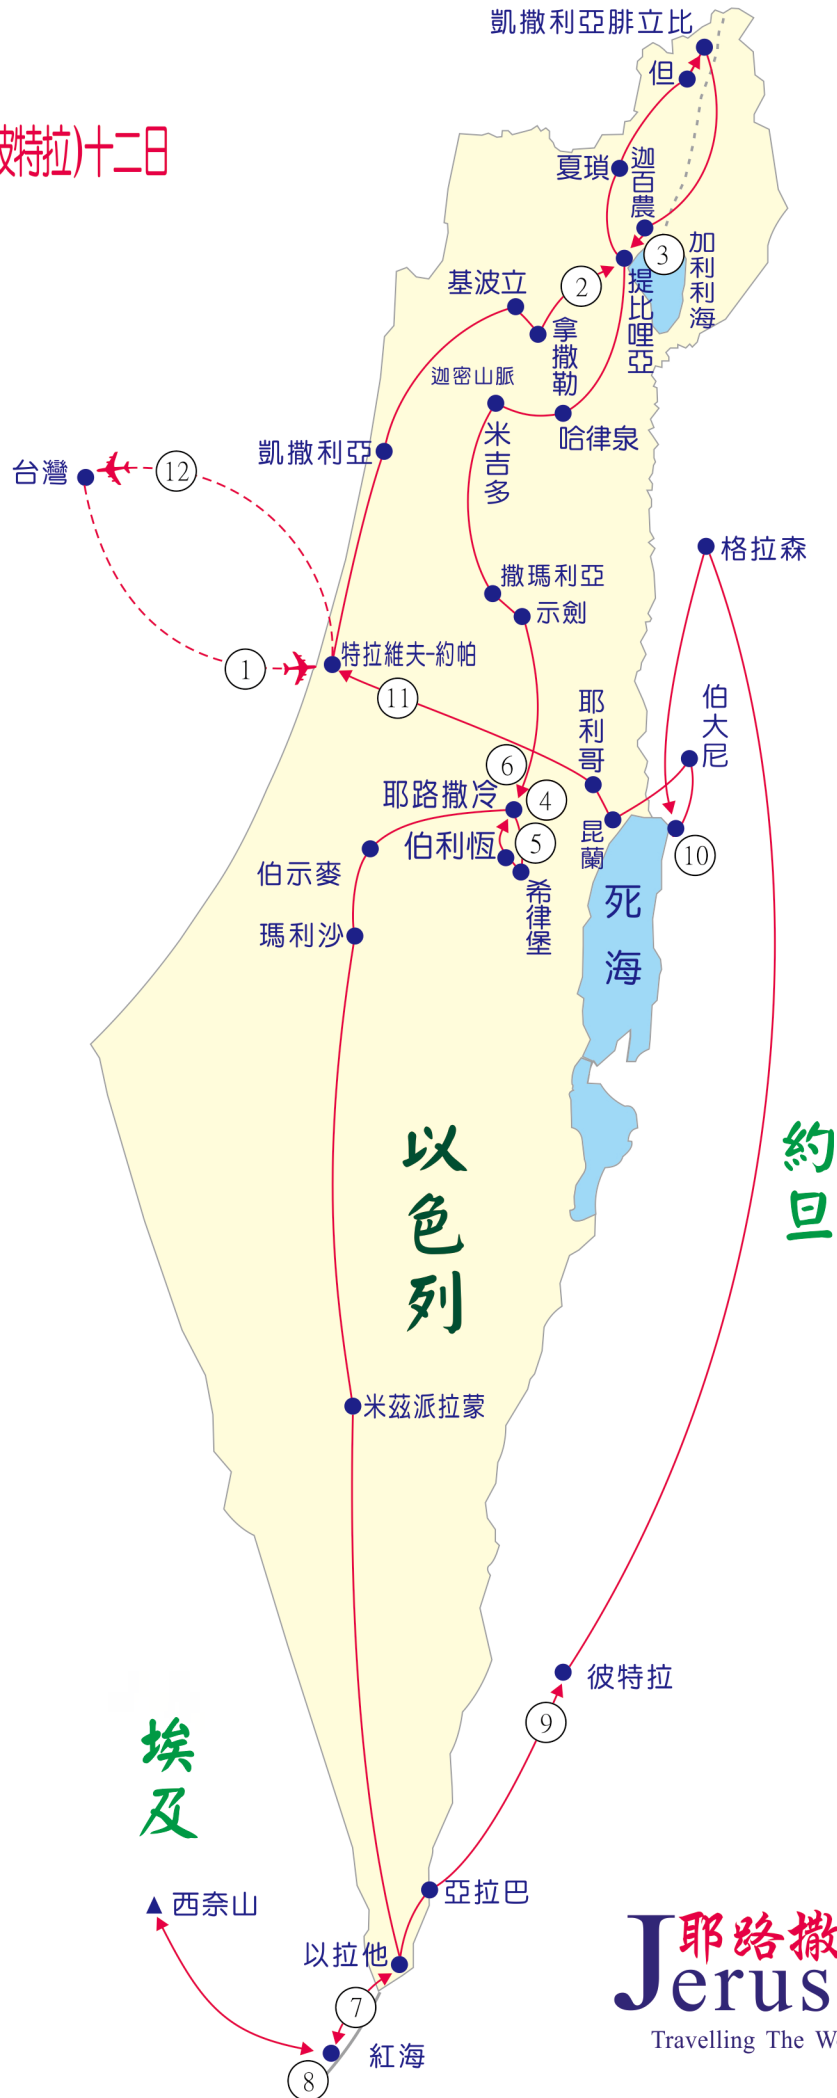 凱撒利亞腓立比
但
彼特拉)十二日
夏瑣
迦百農
3
加利利海
2
基波立
提比哩亞
拿撒勒
迦密山脈
哈律泉
米吉多
凱撒利亞
台灣
12
格拉森
撒瑪利亞
示劍
1
特拉維夫-約帕
11
耶利哥
伯大尼
6
耶路撒冷
4
5
伯利恆
昆蘭
10
伯示麥
希律堡
死海
瑪利沙
以色列
約旦
米茲派拉蒙
彼特拉
9
埃及
亞拉巴
西奈山
以拉他
7
紅海
8
耶路撒
Jerus
Travelling The W